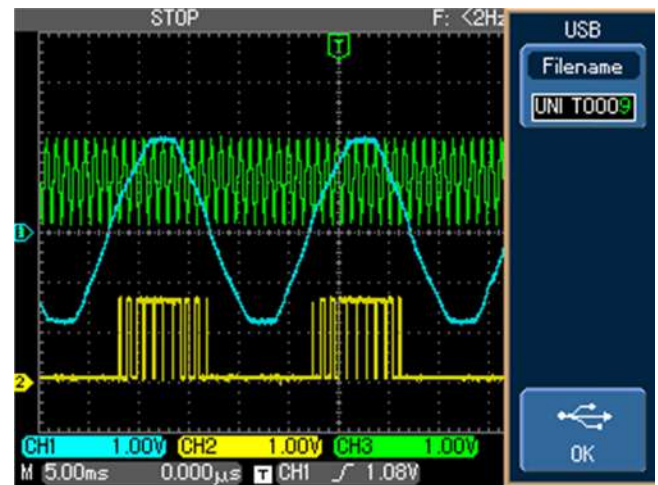 STOP
F: <2Hz
USB
Filename
UNI T0009
T
1
2
CH1 1.00V CH2 1.00V CH3 1.00V
M 5.00ms 0.000µs T CH1 1.08V
OK